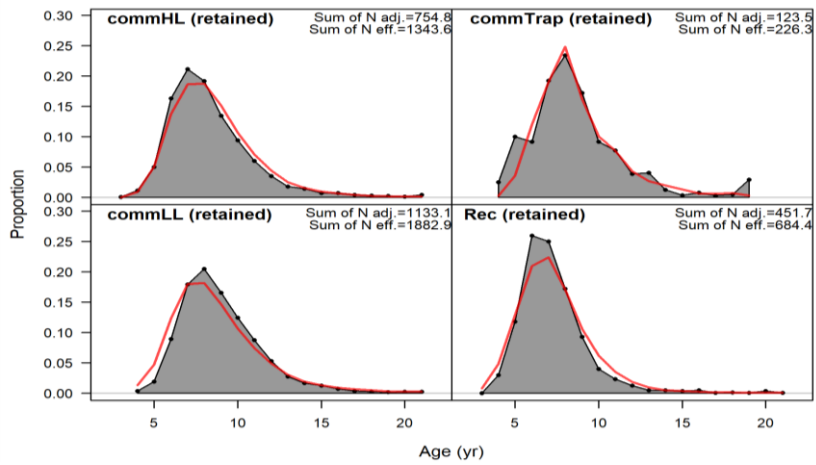 commHL (retained)
Sum of N adj.=754.8
Sum of N eff.=1343.6
commTrap (retained)
Sum of N adj.=123.5
Sum of N eff.=226.3
0.30
0.25
0.20
0.15
0.10
0.05
0.00
commLL (retained)
Sum of N adj.=1133.1
Sum of N eff.=1882.9
Rec (retained)
Sum of N adj.=451.7
Sum of N eff.=684.4
0.30
0.25
0.20
0.15
0.10
0.05
0.00
Proportion
5 10 15 20 5 10 15 20
Age (yr)